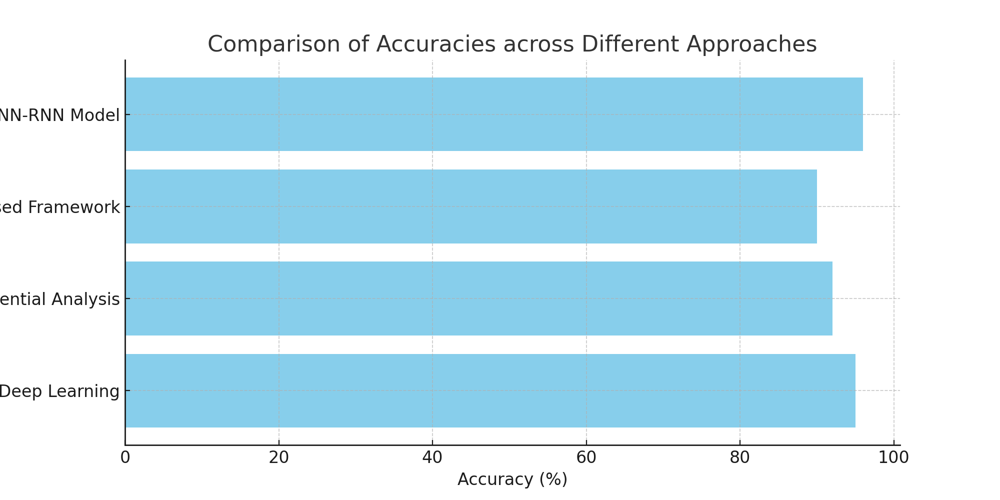 Comparison of Accuracies across Different Approaches
NN-RNN Model
sed Framework
ential Analysis
Deep Learning
0 20 40 60 80 100
Accuracy (%)